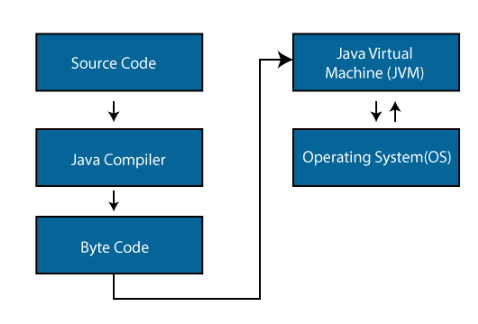 Source Code
Java Compiler
Byte Code
Java Virtual
Machine (JVM)
Operating System(OS)